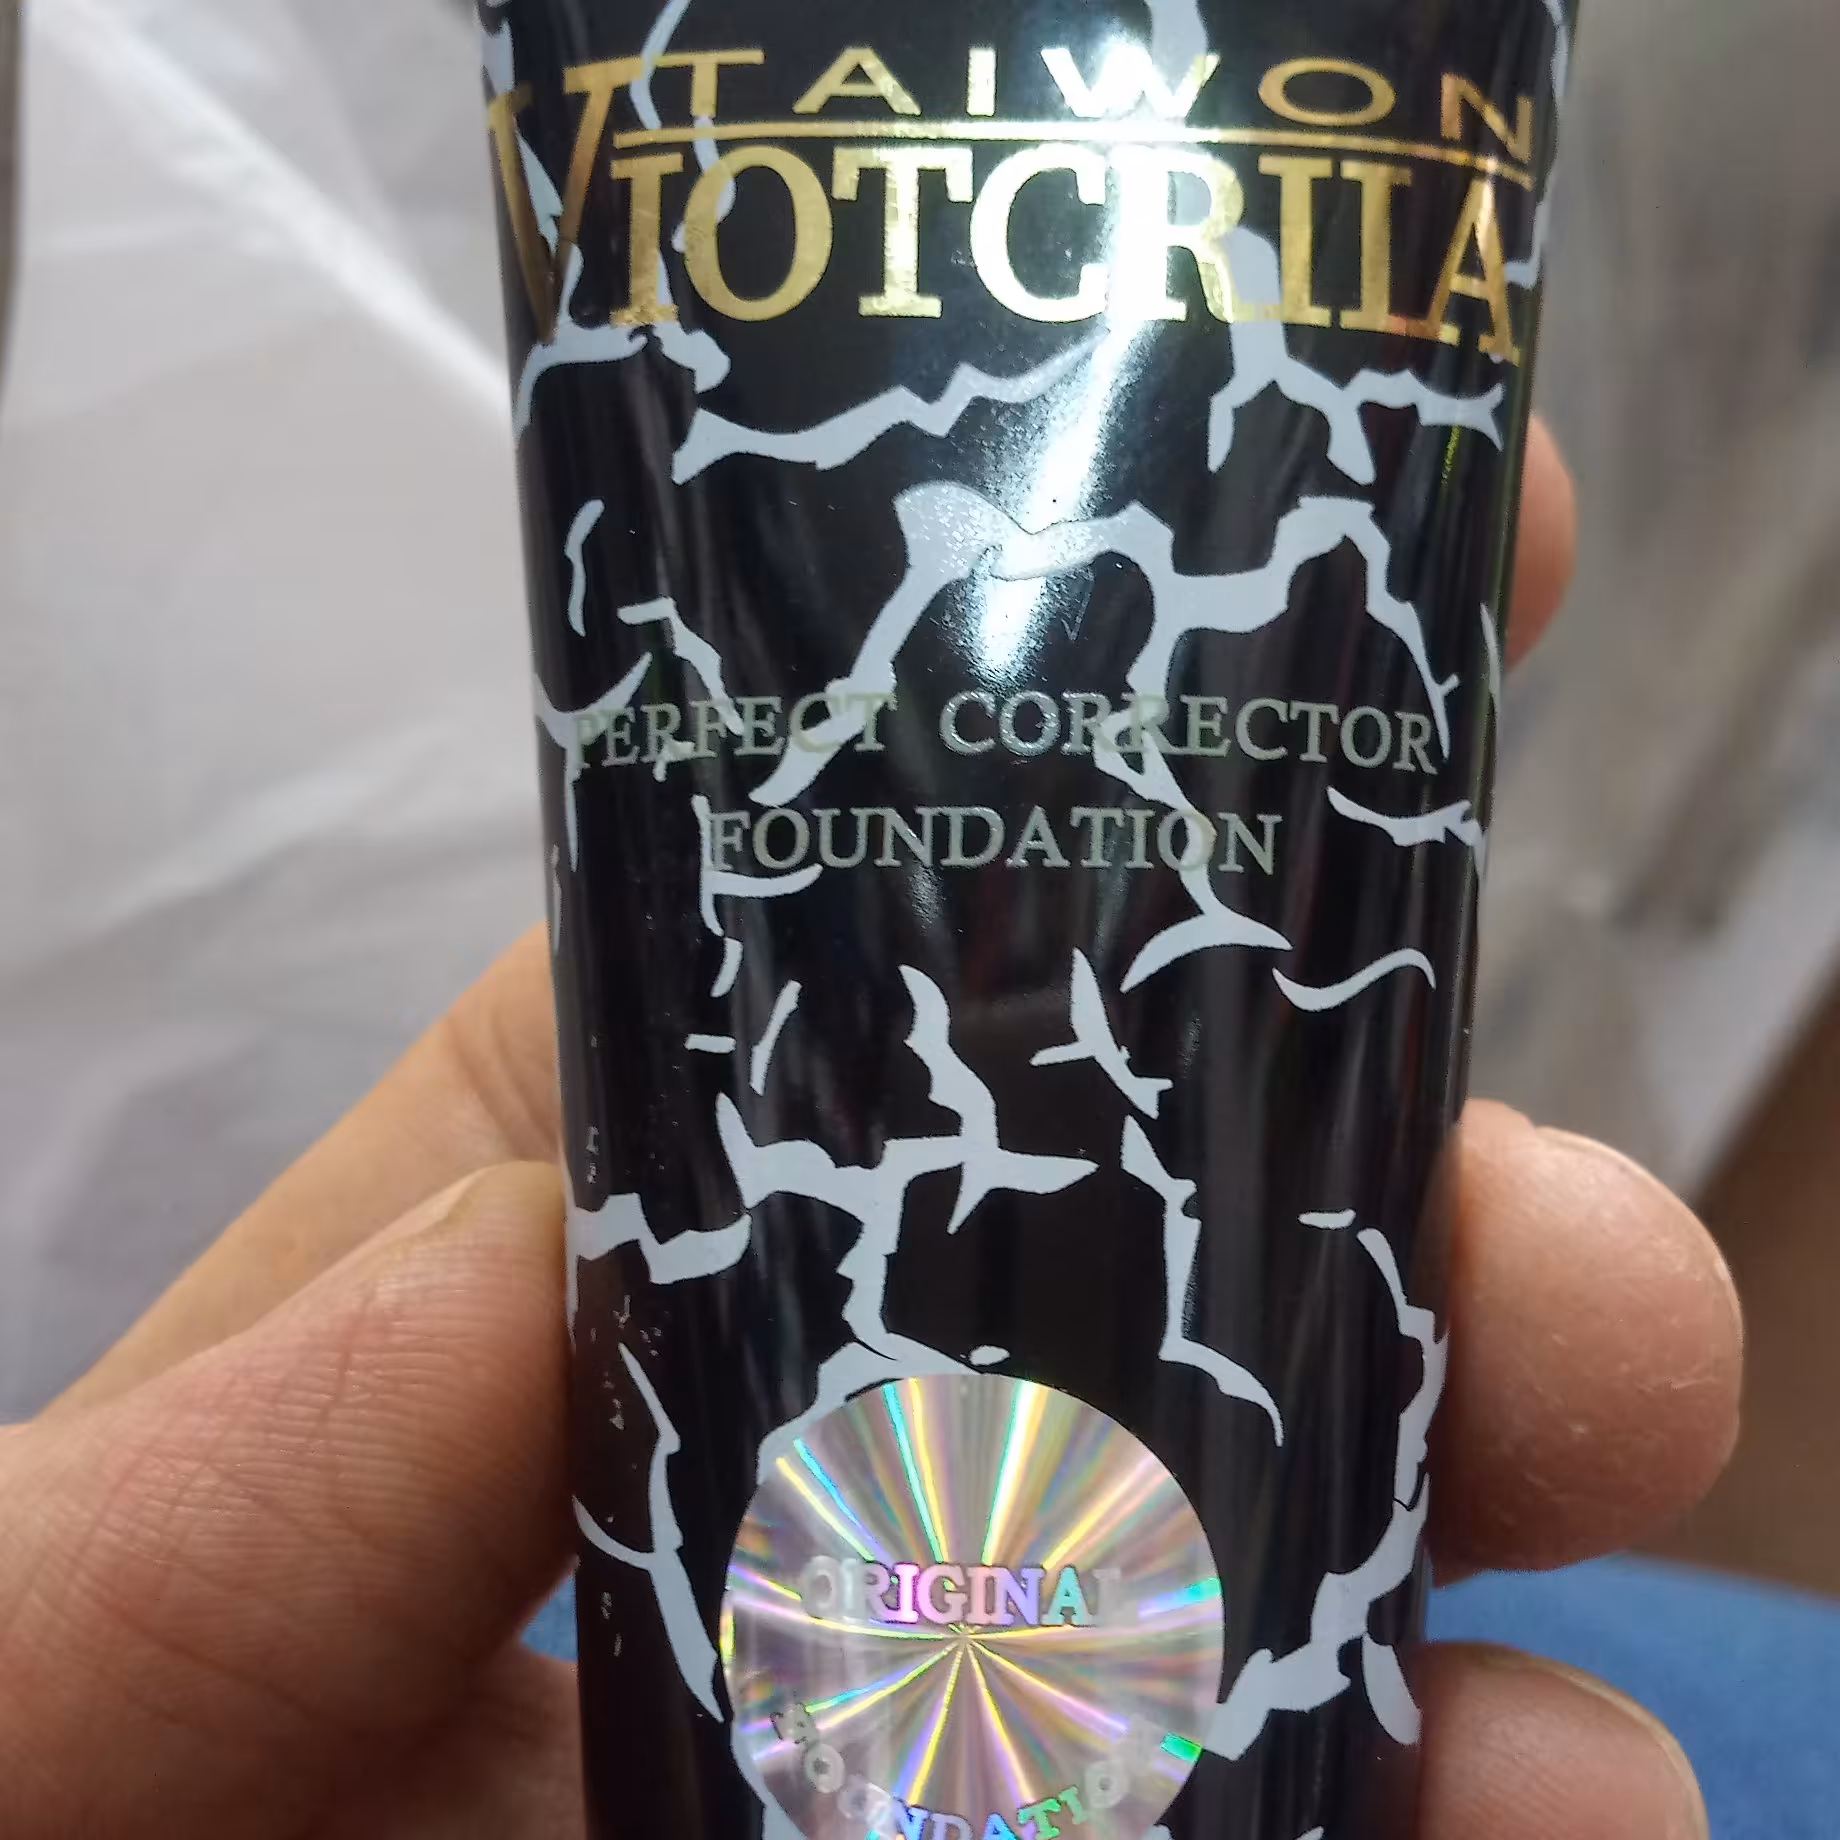 TAIWON
VIOTCRIIA
PERFECT CORRECTOR
FOUNDATION
ORIGINAL
FOUNDATION